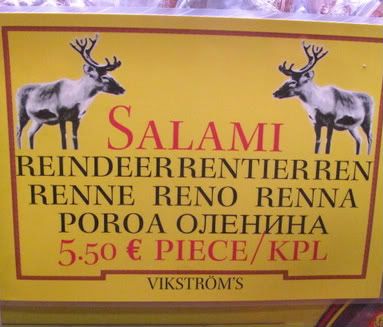 SALAMI
REINDEERRENTIERREN
RENNE RENO RENNA
POROA ОЛЕНИНА
5.50 € PIECE/KPL
VIKSTRÖM'S